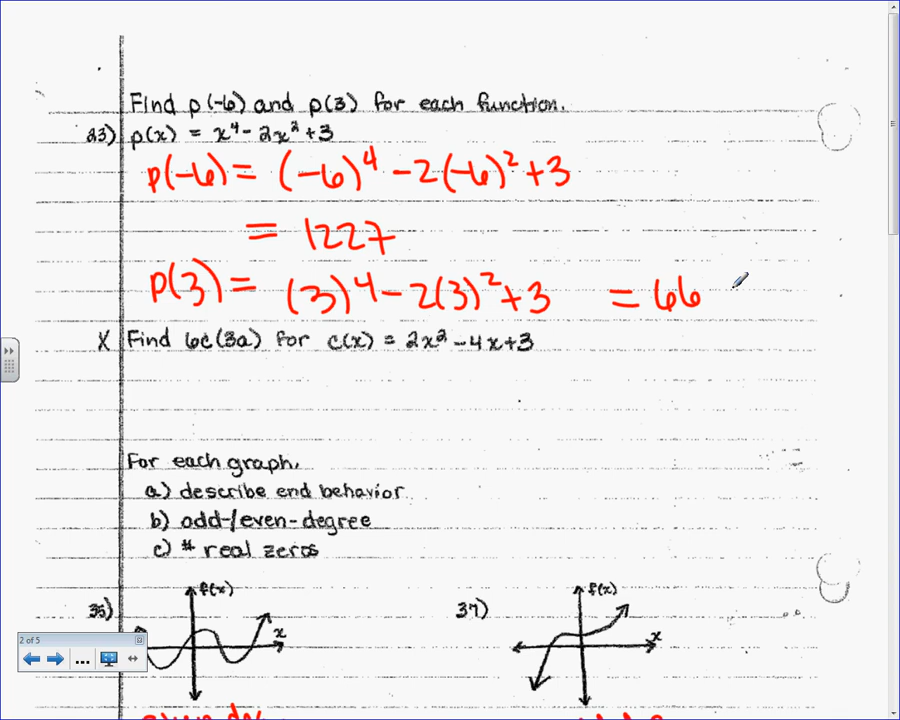 Find p(-6) and p(3) for each function.
23) p(x) = x⁴ - 2x² + 3
p(-6) = (-6)⁴ - 2(-6)² + 3
= 1227
p(3) = (3)⁴ - 2(3)² + 3 = 66
X Find 6c(3a) for c(x) = 2x² - 4x + 3
For each graph,
a) describe end behavior
b) odd-/even-degree
c) # real zeros
35) f(x) x
37) f(x) x
2 of 5
...